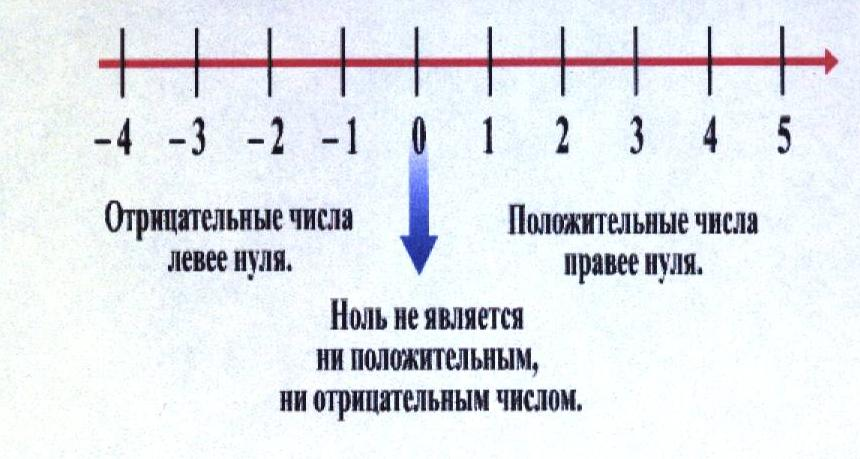 −4 −3 −2 −1 0 1 2 3 4 5
Отрицательные числа
левее нуля.
Положительные числа
правее нуля.
Ноль не является
ни положительным,
ни отрицательным числом.